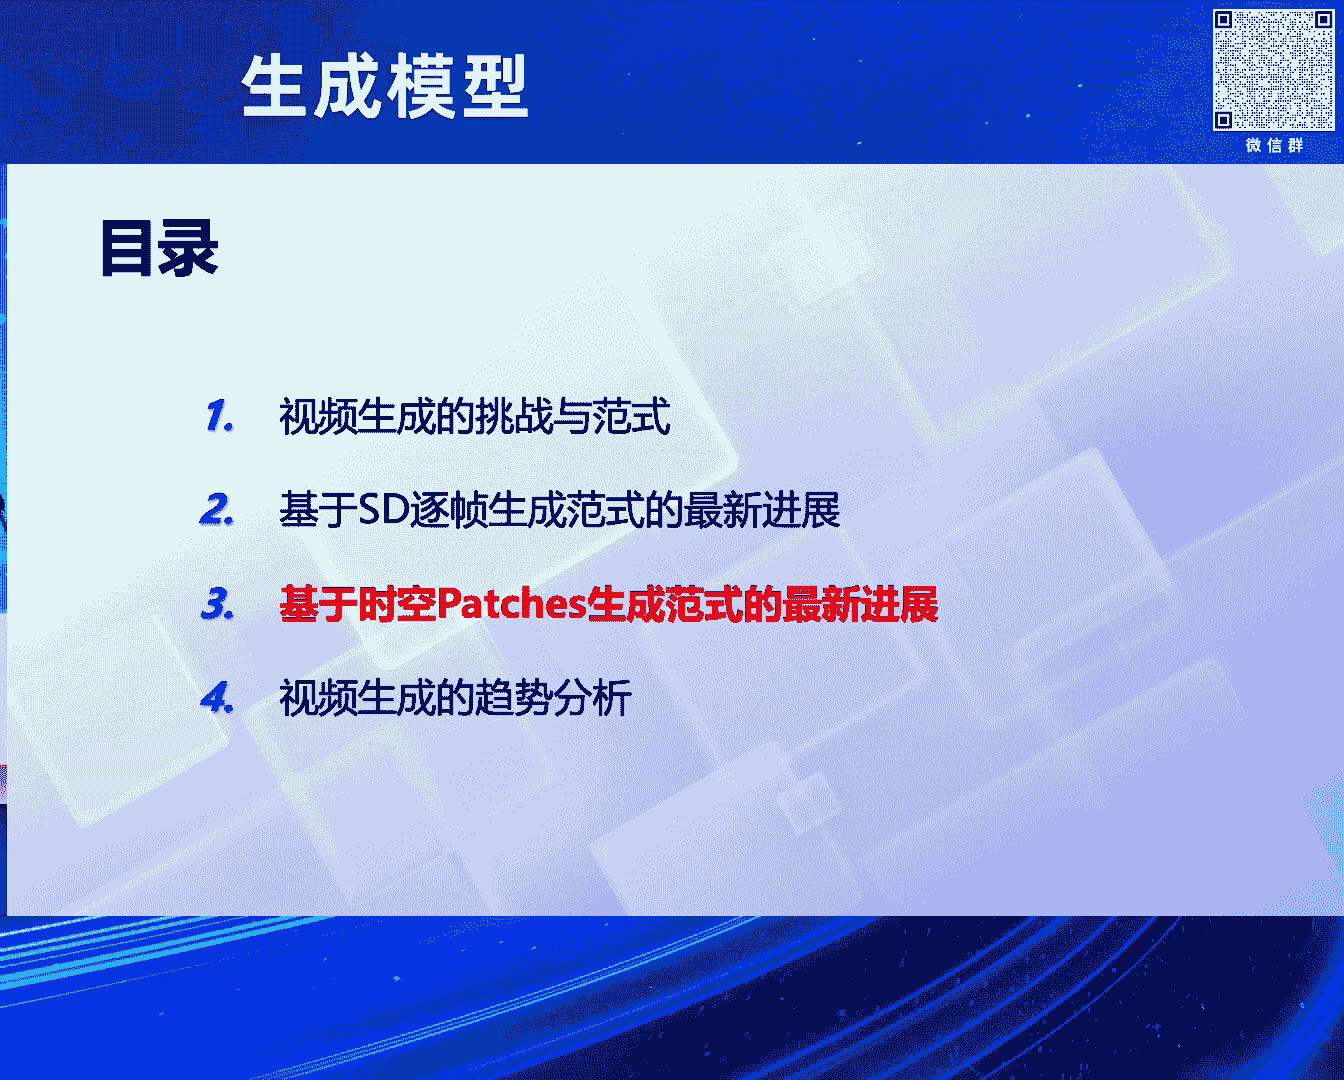 生成模型
微信群
目录
1. 视频生成的挑战与范式
2. 基于SD逐帧生成范式的最新进展
3. 基于时空Patches生成范式的最新进展
4. 视频生成的趋势分析